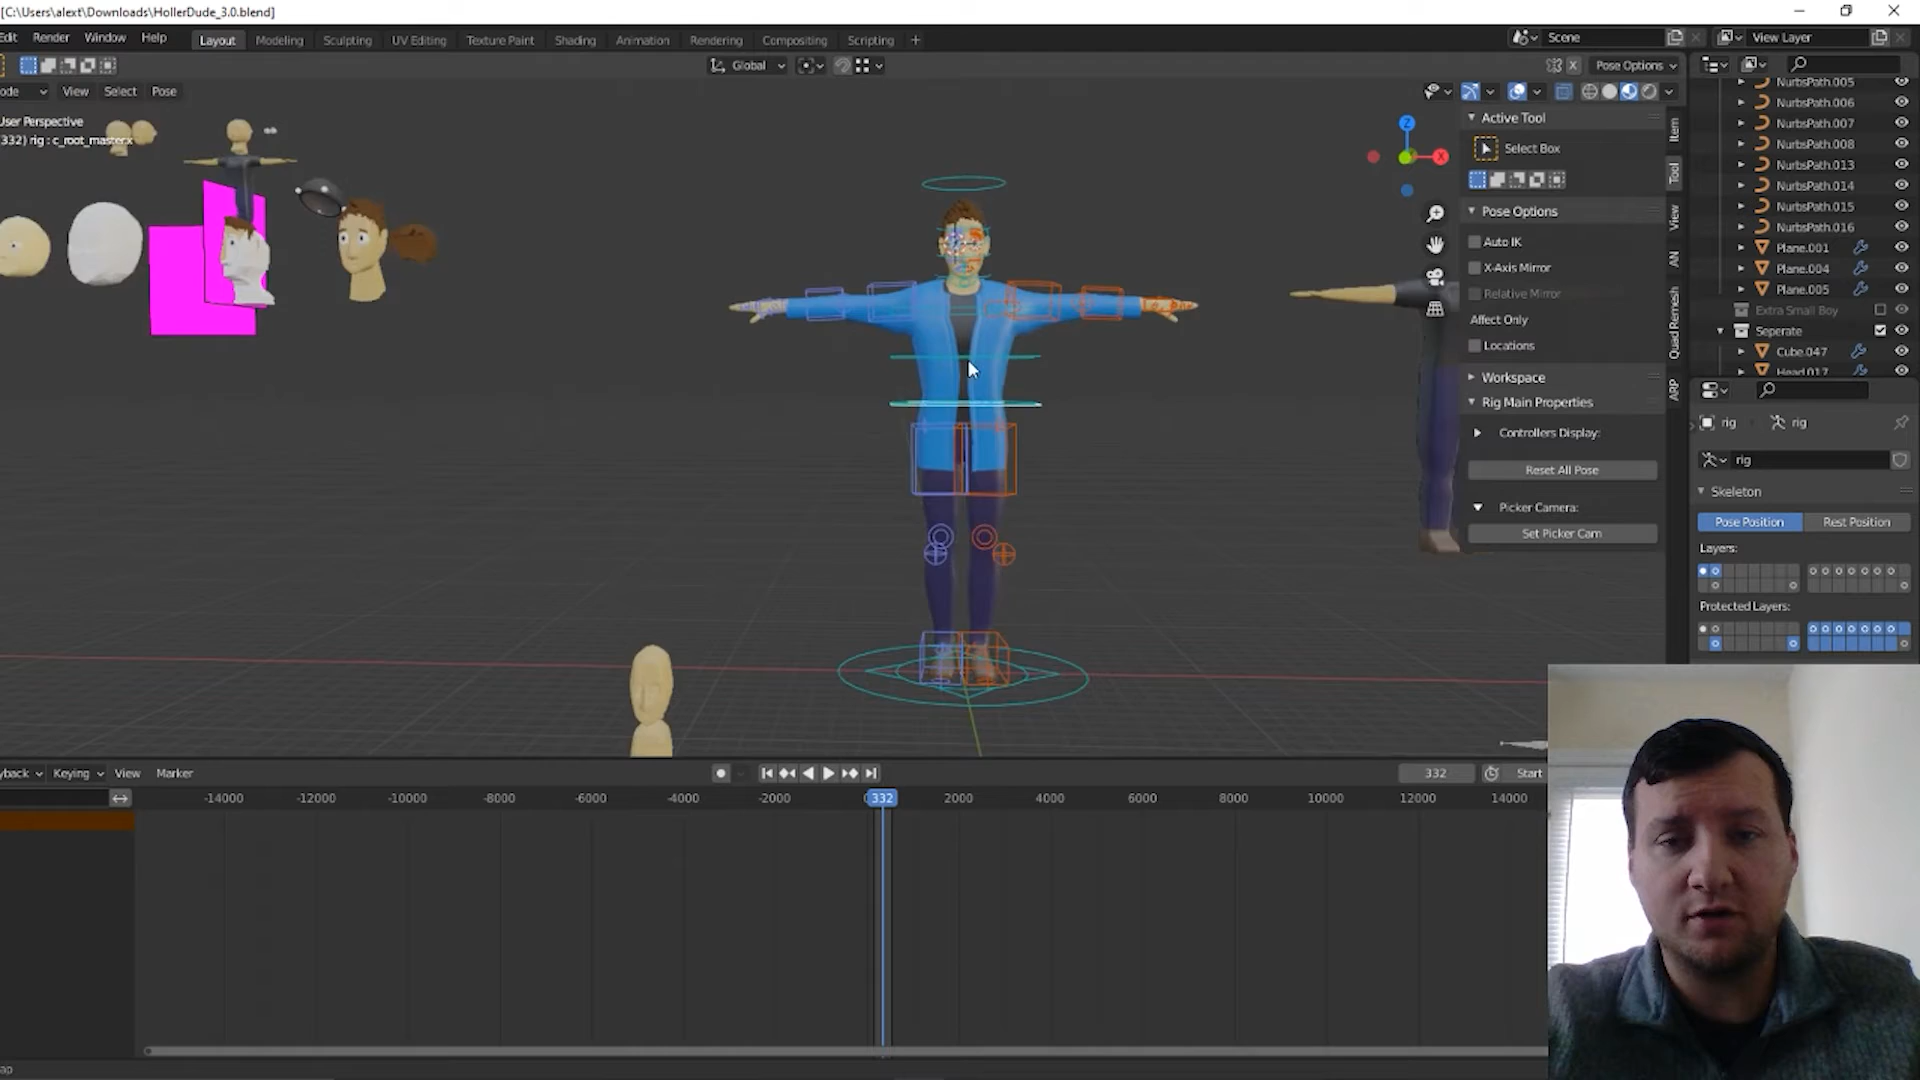 [C:\Users\alext\Downloads\HollerDude_3.0.blend]
Edit Render Window Help Layout Modeling Sculpting UV Editing Texture Paint Shading Animation Rendering Compositing Scripting + Scene View Layer
Global Pose Options
ode View Select Pose
User Perspective
332) rig : c_root_master.x
Z
X
Active Tool
Select Box
Pose Options
Auto IK
X-Axis Mirror
Relative Mirror
Affect Only
Locations
Workspace
Rig Main Properties
Controllers Display:
Reset All Pose
Picker Camera:
Set Picker Cam
Item
Tool
View
AN
Quad Remesh
ARP
NurbsPath.005
NurbsPath.006
NurbsPath.007
NurbsPath.008
NurbsPath.013
NurbsPath.014
NurbsPath.015
NurbsPath.016
Plane.001
Plane.004
Plane.005
Extra Small Boy
Seperate
Cube.047
Head.017
rig rig
rig
Skeleton
Pose Position Rest Position
Layers:
Protected Layers:
yback Keying View Marker 332 Start
-14000 -12000 -10000 -8000 -6000 -4000 -2000 332 2000 4000 6000 8000 10000 12000 14000